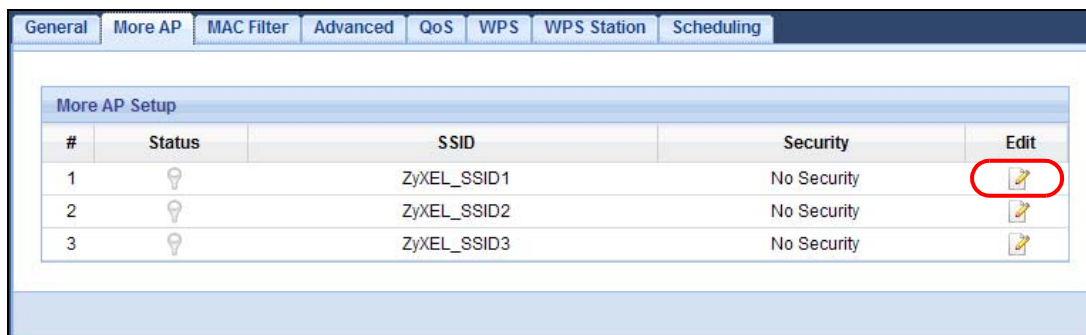 General More AP MAC Filter Advanced QoS WPS WPS Station Scheduling
More AP Setup
# Status SSID Security Edit
1 ZyXEL_SSID1 No Security
2 ZyXEL_SSID2 No Security
3 ZyXEL_SSID3 No Security